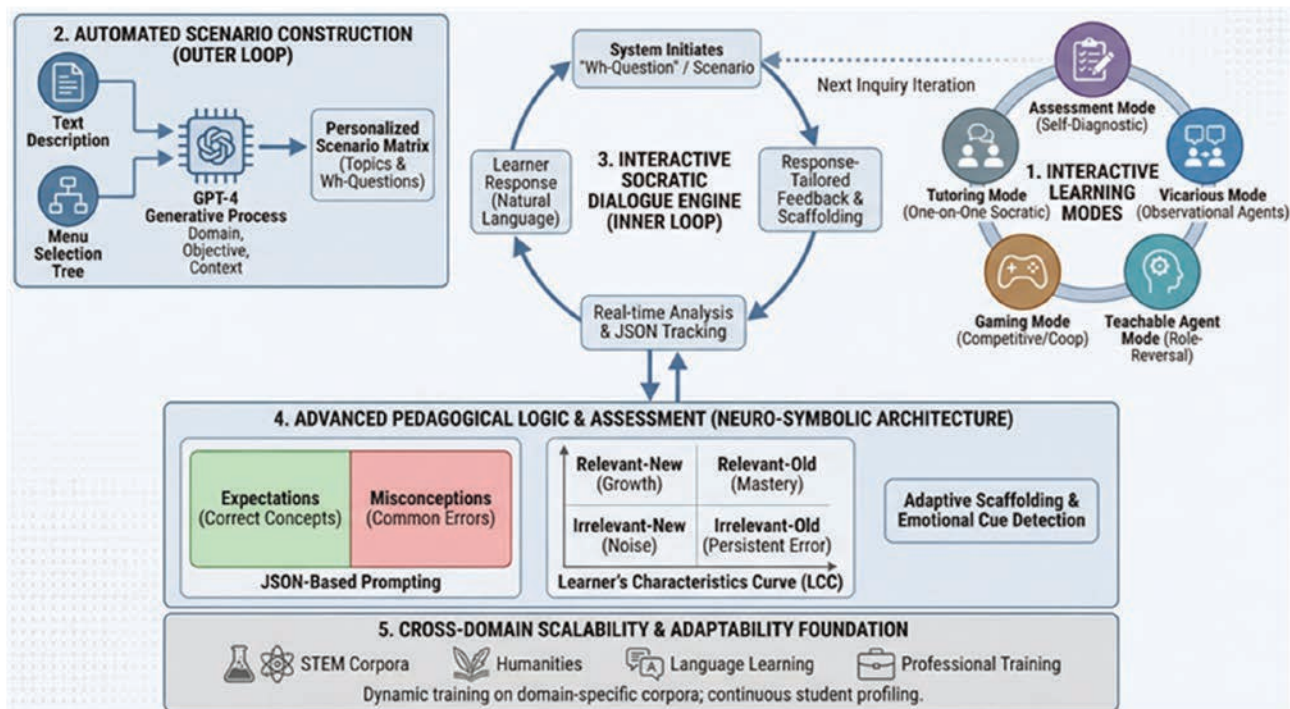 2. AUTOMATED SCENARIO CONSTRUCTION
(OUTER LOOP)
Text
Description
Menu
Selection
Tree
GPT-4
Generative Process
Domain,
Objective,
Context
Personalized
Scenario Matrix
(Topics &
Wh-Questions)
System Initiates
"Wh-Question" / Scenario
Next Inquiry Iteration
Learner
Response
(Natural
Language)
3. INTERACTIVE
SOCRATIC
DIALOGUE ENGINE
(INNER LOOP)
Response-
Tailored
Feedback &
Scaffolding
Real-time Analysis
& JSON Tracking
Assessment Mode
(Self-Diagnostic)
1. INTERACTIVE
LEARNING
MODES
Tutoring Mode
(One-on-One Socratic)
Vicarious Mode
(Observational Agents)
Gaming Mode
(Competitive/Coop)
Teachable Agent
Mode (Role-
Reversal)
4. ADVANCED PEDAGOGICAL LOGIC & ASSESSMENT (NEURO-SYMBOLIC ARCHITECTURE)
Expectations
(Correct Concepts)
Misconceptions
(Common Errors)
JSON-Based Prompting
Relevant-New
(Growth)
Relevant-Old
(Mastery)
Irrelevant-New
(Noise)
Irrelevant-Old
(Persistent Error)
Learner's Characteristics Curve (LCC)
Adaptive Scaffolding &
Emotional Cue Detection
5. CROSS-DOMAIN SCALABILITY & ADAPTABILITY FOUNDATION
STEM Corpora
Humanities
A
Language Learning
Professional Training
Dynamic training on domain-specific corpora; continuous student profiling.